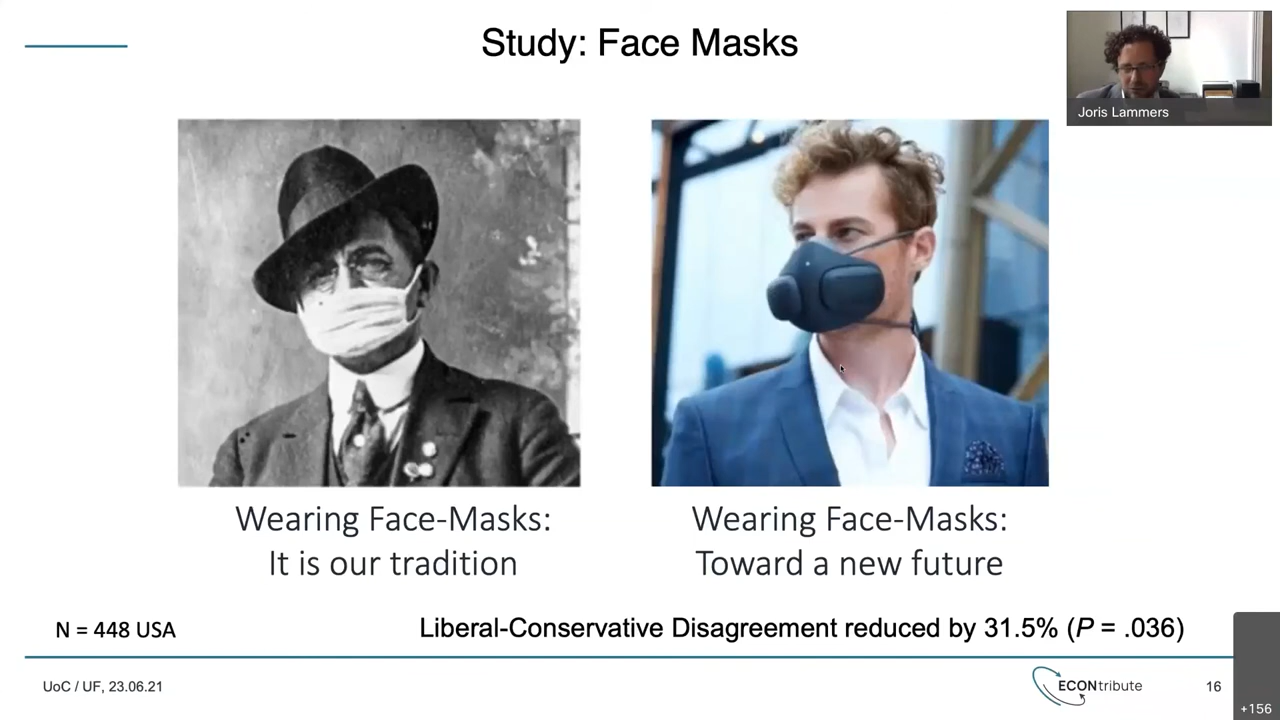 Study: Face Masks
Joris Lammers
Wearing Face-Masks:
It is our tradition
Wearing Face-Masks:
Toward a new future
N = 448 USA
Liberal-Conservative Disagreement reduced by 31.5% (P = .036)
UoC / UF, 23.06.21
ECONtribute
16
+156